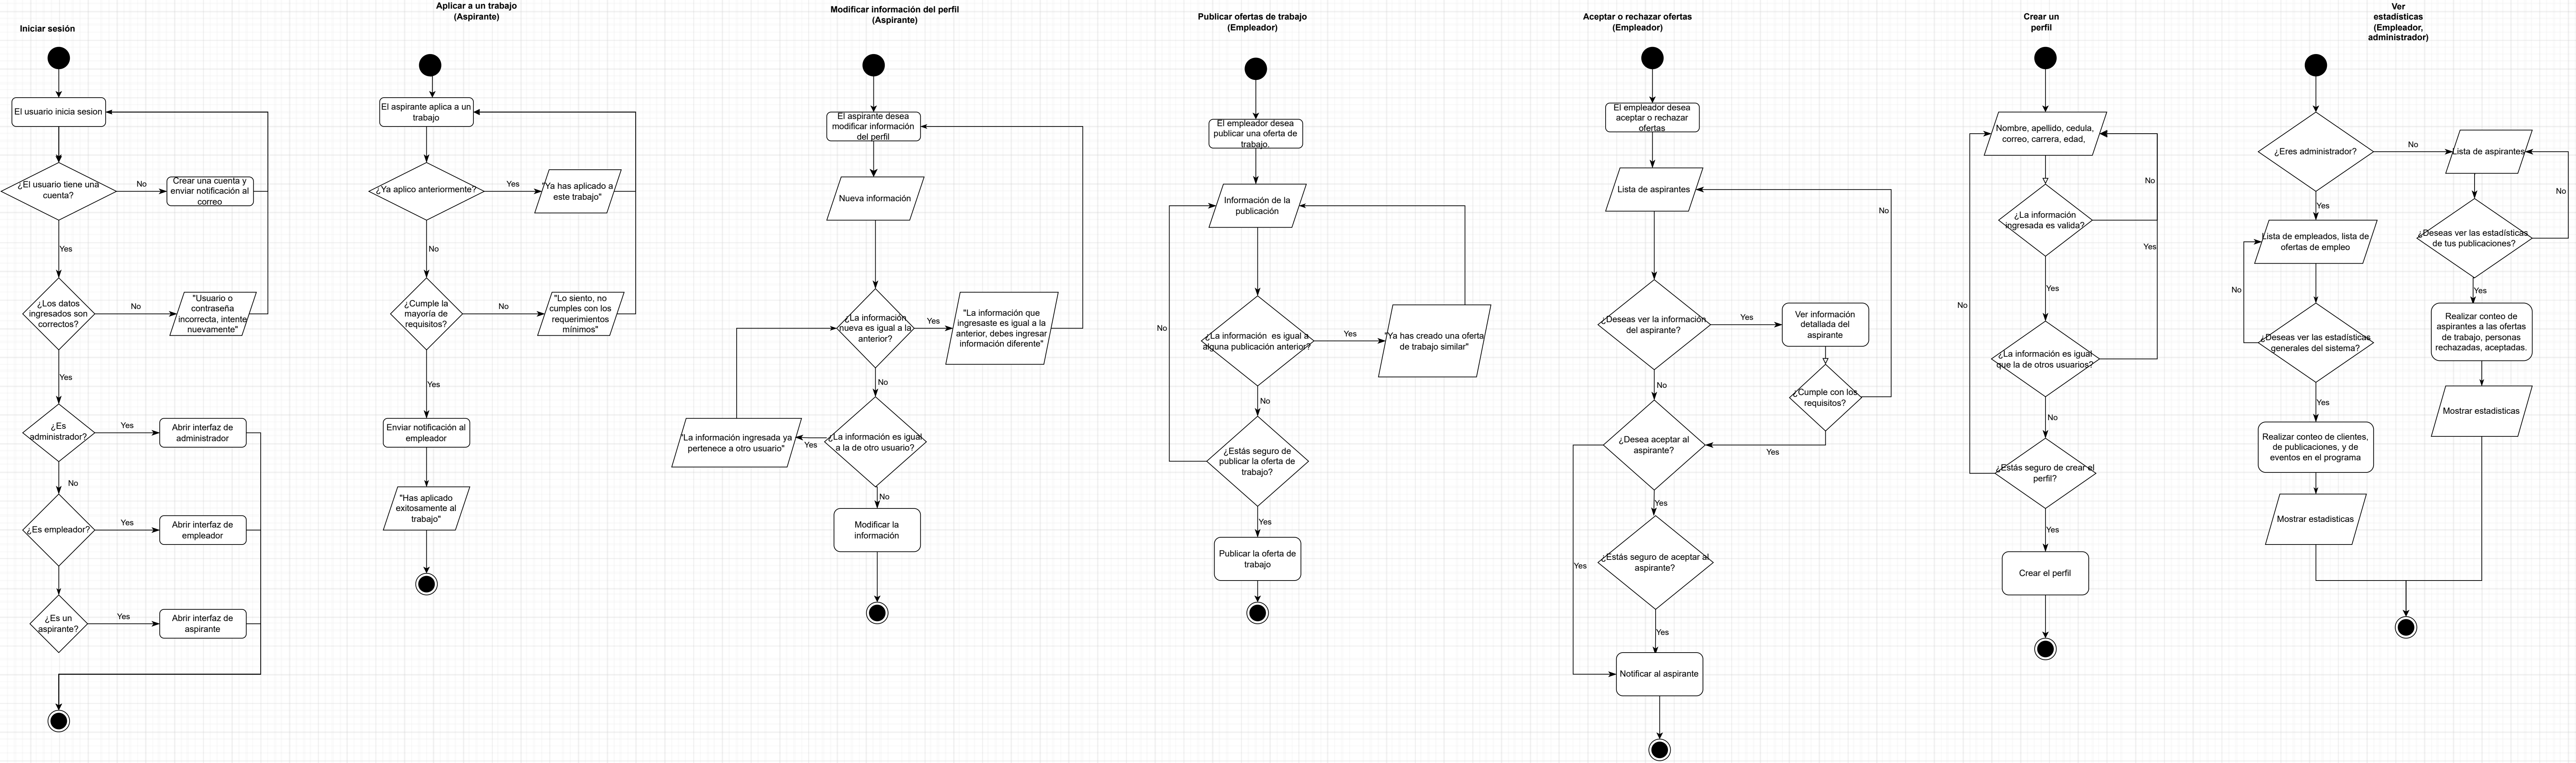 Iniciar sesión
El usuario inicia sesion
¿El usuario tiene una
cuenta?
No
Crear una cuenta y
enviar notificación al
correo
Yes
¿Los datos
ingresados son
correctos?
No
"Usuario o
contraseña
incorrecta, intente
nuevamente"
Yes
¿Es
administrador?
Yes
Abrir interfaz de
administrador
No
¿Es empleador?
Yes
Abrir interfaz de
empleador
¿Es un
aspirante?
Yes
Abrir interfaz de
aspirante
Aplicar a un trabajo
(Aspirante)
El aspirante aplica a un
trabajo
¿Ya aplico anteriormente?
Yes
"Ya has aplicado a
este trabajo"
No
¿Cumple la
mayoría de
requisitos?
No
"Lo siento, no
cumples con los
requerimientos
mínimos"
Yes
Enviar notificación al
empleador
"Has aplicado
exitosamente al
trabajo"
Modificar información del perfil
(Aspirante)
El aspirante desea
modificar información
del perfil
Nueva información
¿La información
nueva es igual a la
anterior?
Yes
"La información que
ingresaste es igual a la
anterior, debes ingresar
información diferente"
No
¿La información es igual
a la de otro usuario?
Yes
"La información ingresada ya
pertenece a otro usuario"
No
Modificar la
información
Publicar ofertas de trabajo
(Empleador)
El empleador desea
publicar una oferta de
trabajo.
Información de la
publicación
No
¿La información  es igual a
alguna publicación anterior?
Yes
"Ya has creado una oferta
de trabajo similar"
No
¿Estás seguro de
publicar la oferta de
trabajo?
Yes
Publicar la oferta de
trabajo
Aceptar o rechazar ofertas
(Empleador)
El empleador desea
aceptar o rechazar
ofertas
Lista de aspirantes
No
¿Deseas ver la información
del aspirante?
Yes
Ver información
detallada del
aspirante
No
¿Cumple con los
requisitos?
¿Desea aceptar al
aspirante?
Yes
Yes
¿Estás seguro de aceptar al
aspirante?
Yes
Yes
Notificar al aspirante
Crear un
perfil
Nombre, apellido, cedula,
correo, carrera, edad,
No
¿La información
ingresada es valida?
Yes
Yes
No
¿La información es igual
que la de otros usuarios?
No
¿Estás seguro de crear el
perfil?
Yes
Crear el perfil
Ver
estadísticas
(Empleador,
administrador)
¿Eres administrador?
No
Lista de aspirantes
No
Yes
Lista de empleados, lista de
ofertas de empleo
¿Deseas ver las estadísticas
de tus publicaciones?
No
Yes
¿Deseas ver las estadísticas
generales del sistema?
Realizar conteo de
aspirantes a las ofertas
de trabajo, personas
rechazadas, aceptadas.
Yes
Mostrar estadisticas
Realizar conteo de clientes,
de publicaciones, y de
eventos en el programa
Mostrar estadisticas